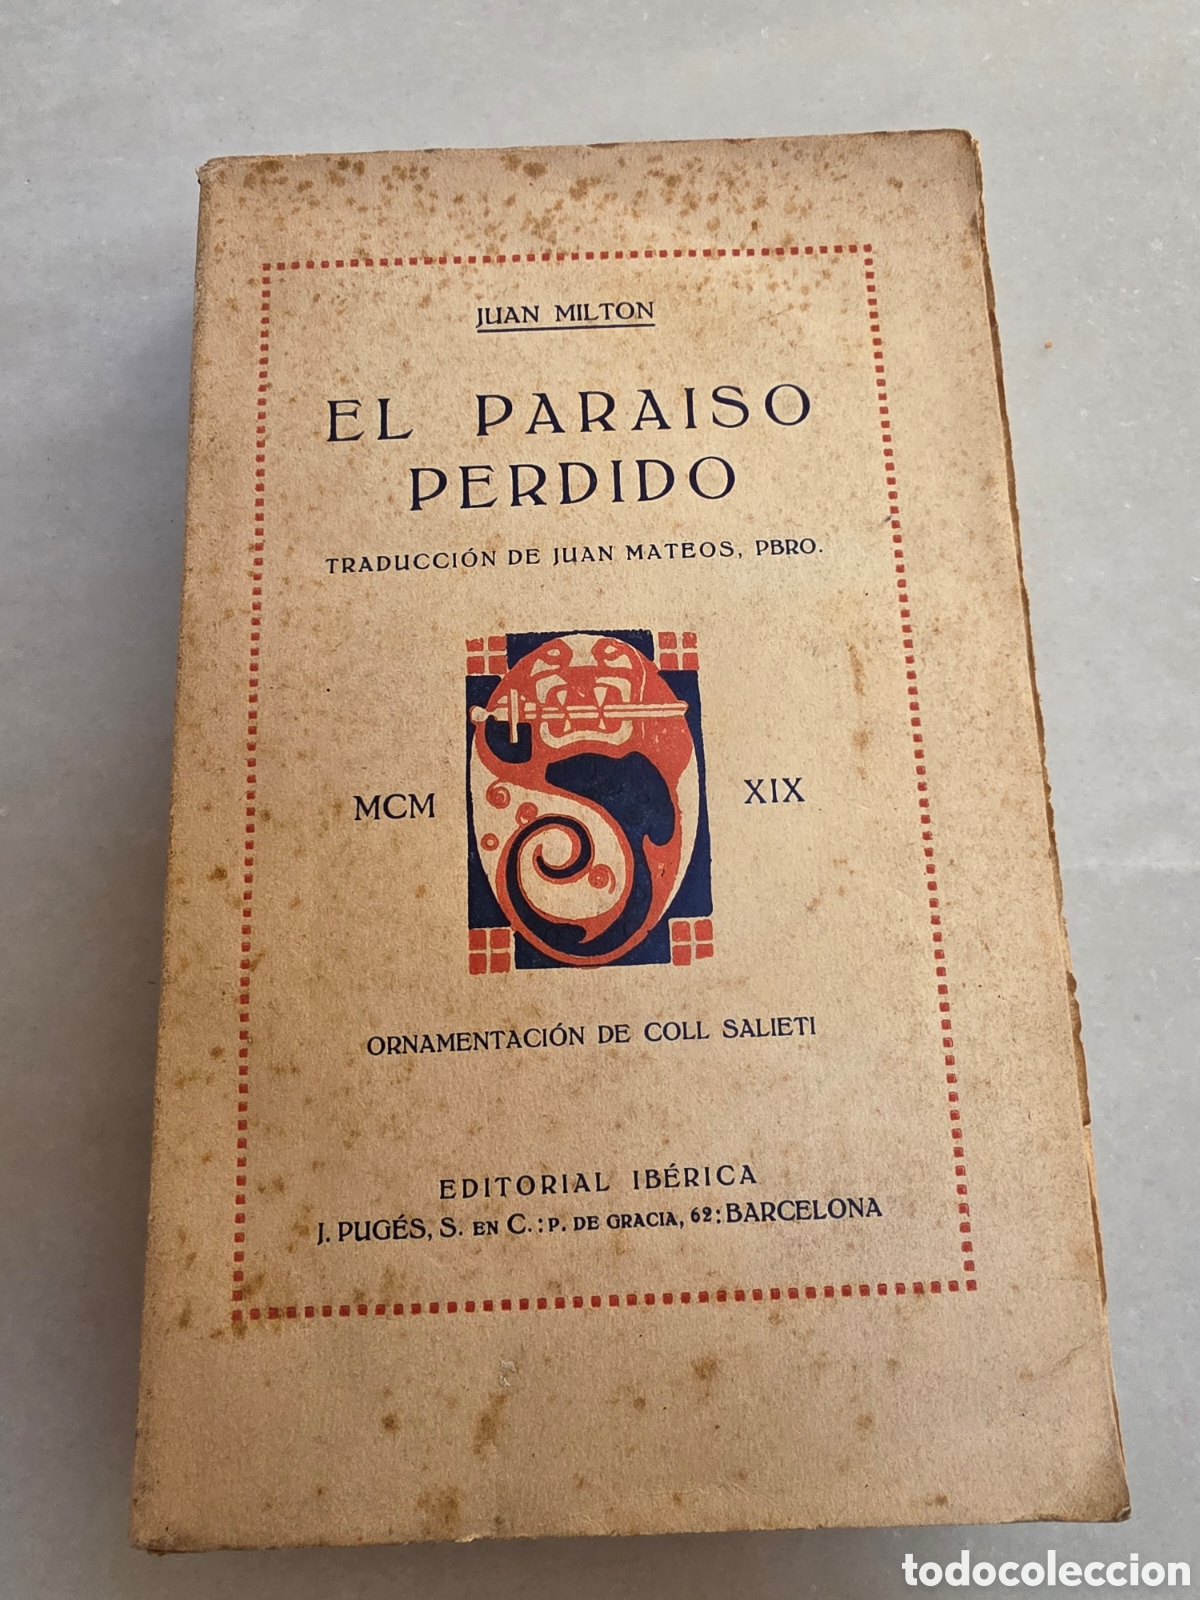 JUAN MILTON
EL PARAISO
PERDIDO
TRADUCCIÓN DE JUAN MATEOS, PBRO.
MCM XIX
ORNAMENTACIÓN DE COLL SALIETI
EDITORIAL IBÉRICA
J. PUGÉS, S. EN C. : P. DE GRACIA, 62 : BARCELONA
todocoleccion